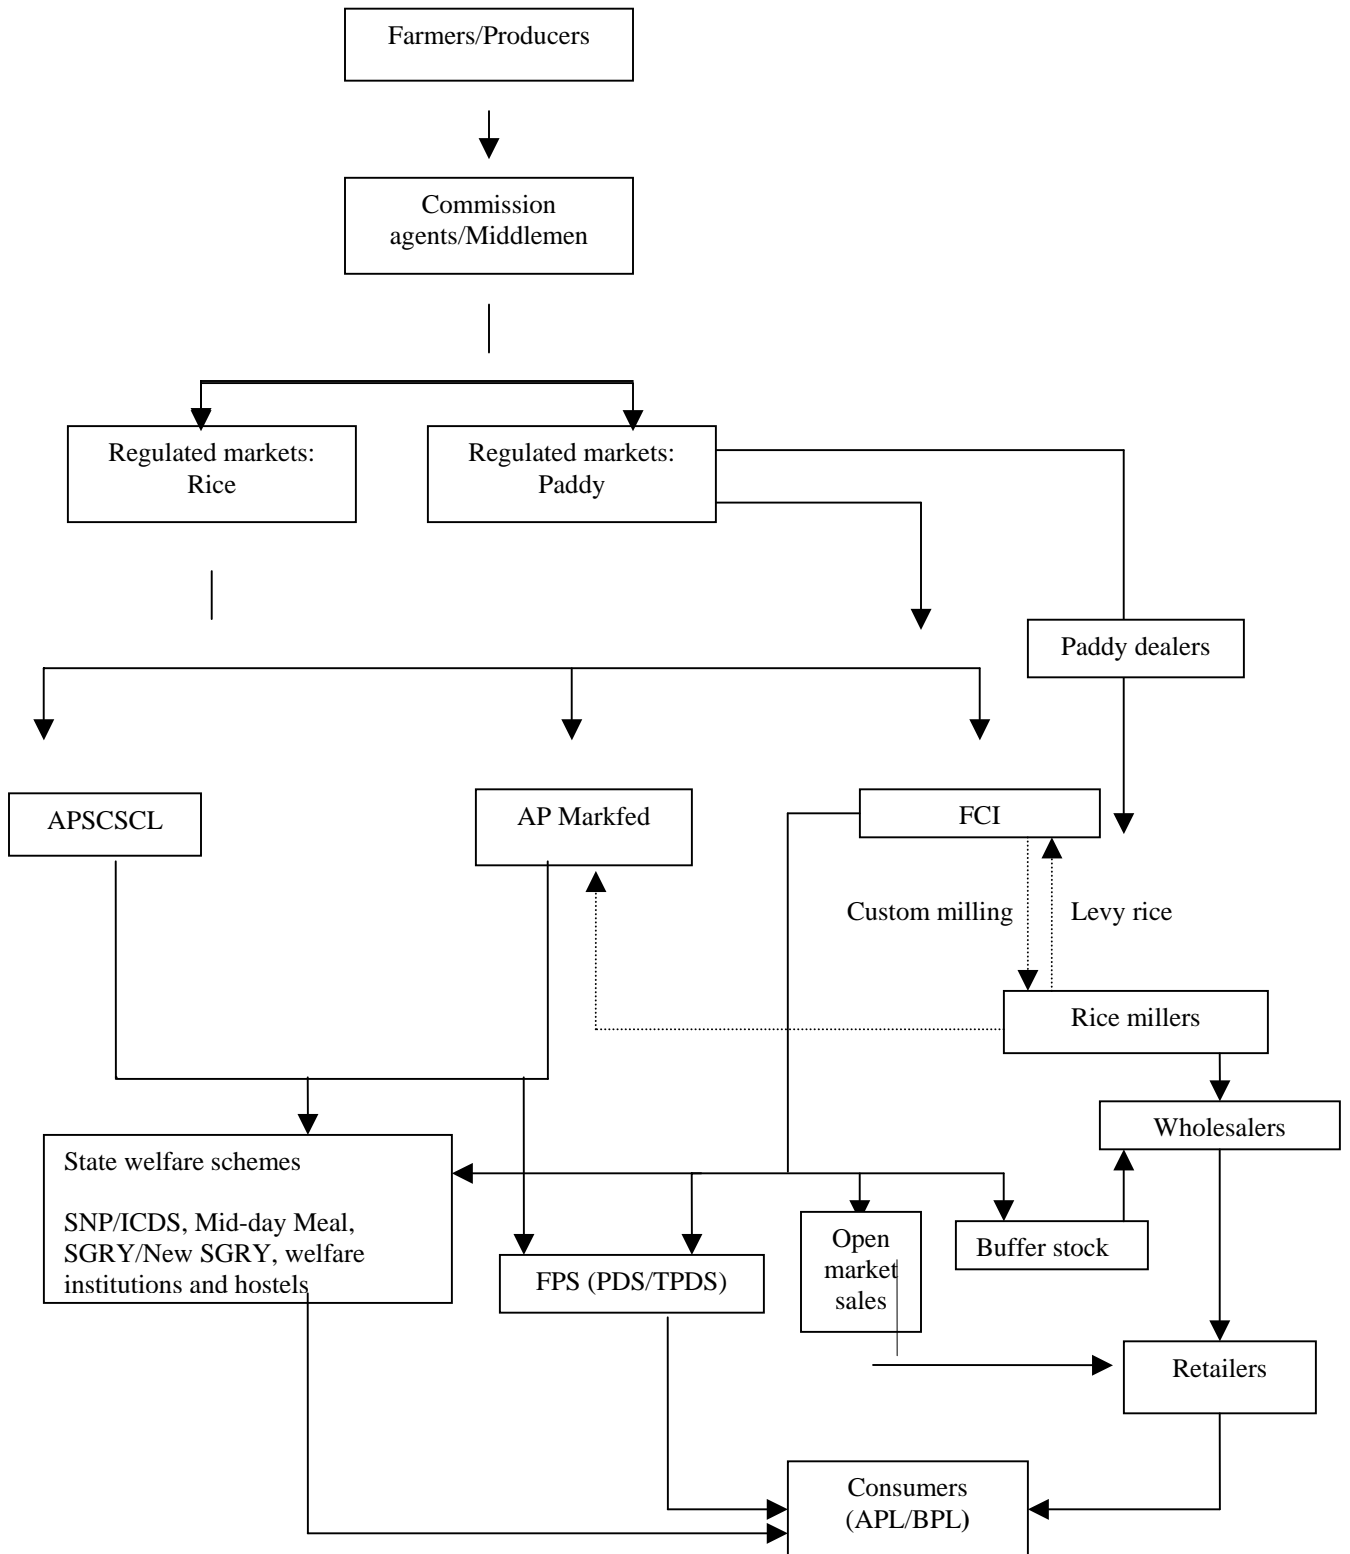 Farmers/Producers
Commission
agents/Middlemen
Regulated markets:
Rice
Regulated markets:
Paddy
Paddy dealers
APSCSCL
AP Markfed
FCI
Custom milling
Levy rice
Rice millers
Wholesalers
State welfare schemes
SNP/ICDS, Mid-day Meal,
SGRY/New SGRY, welfare
institutions and hostels
FPS (PDS/TPDS)
Open
market
sales
Buffer stock
Retailers
Consumers
(APL/BPL)